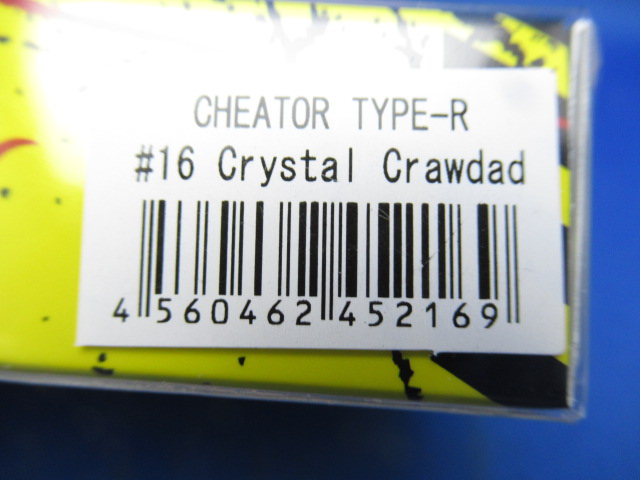 CHEATOR TYPE-R
#16 Crystal Crawdad
4 560462 452169